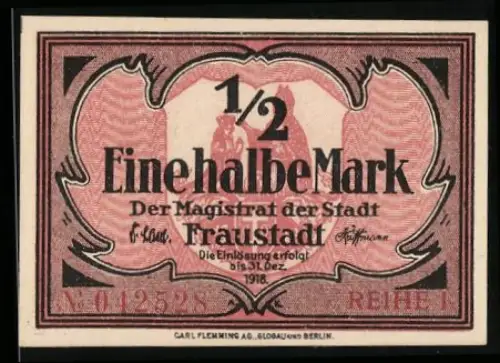 1/2
Eine halbe Mark
Der Magistrat der Stadt
Fraustadt
Die Einlösung erfolgt
bis 31. Dez.
1918.
No 042528 REIHE 1.
CARL FLEMMING AG., GLOGAU UND BERLIN.